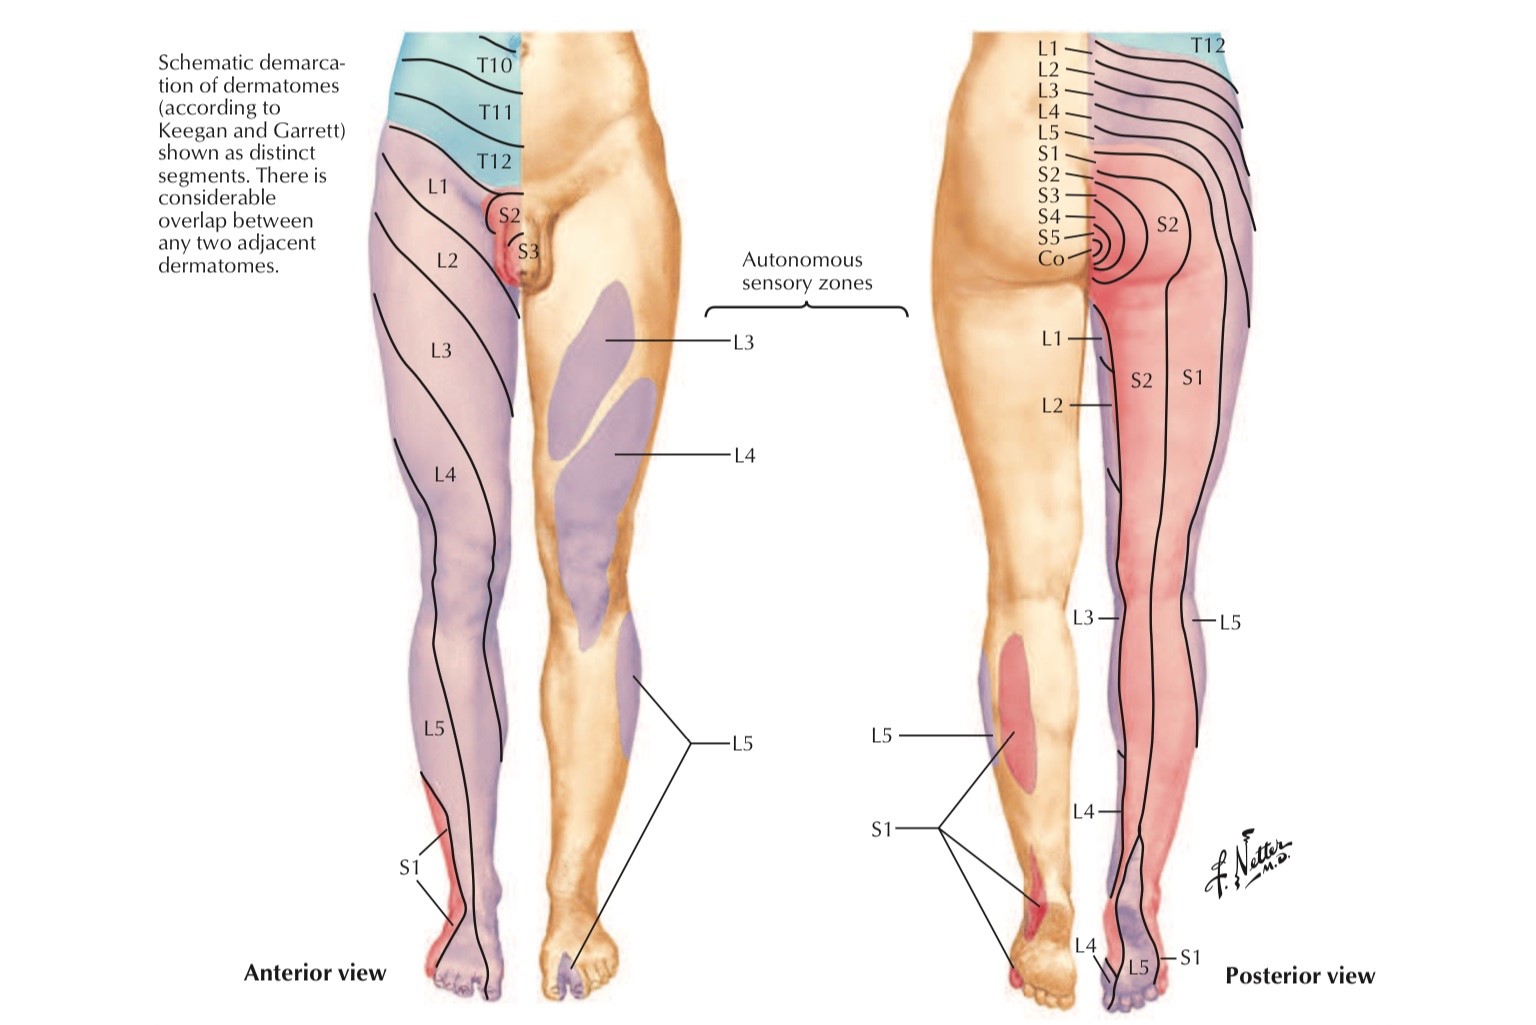 Schematic demarca-
tion of dermatomes
(according to
Keegan and Garrett)
shown as distinct
segments. There is
considerable
overlap between
any two adjacent
dermatomes.
T10
T11
T12
L1
S2
S3
L2
L3
L4
L5
S1
Anterior view
Autonomous
sensory zones
L3
L4
L5
L5
S1
L1
L2
L3
L4
L5
S1
S2
S3
S4
S5
Co
T12
S2
L1
S2
S1
L2
L3
L5
L4
L4
L5
S1
F. Netter
M.D.
Posterior view